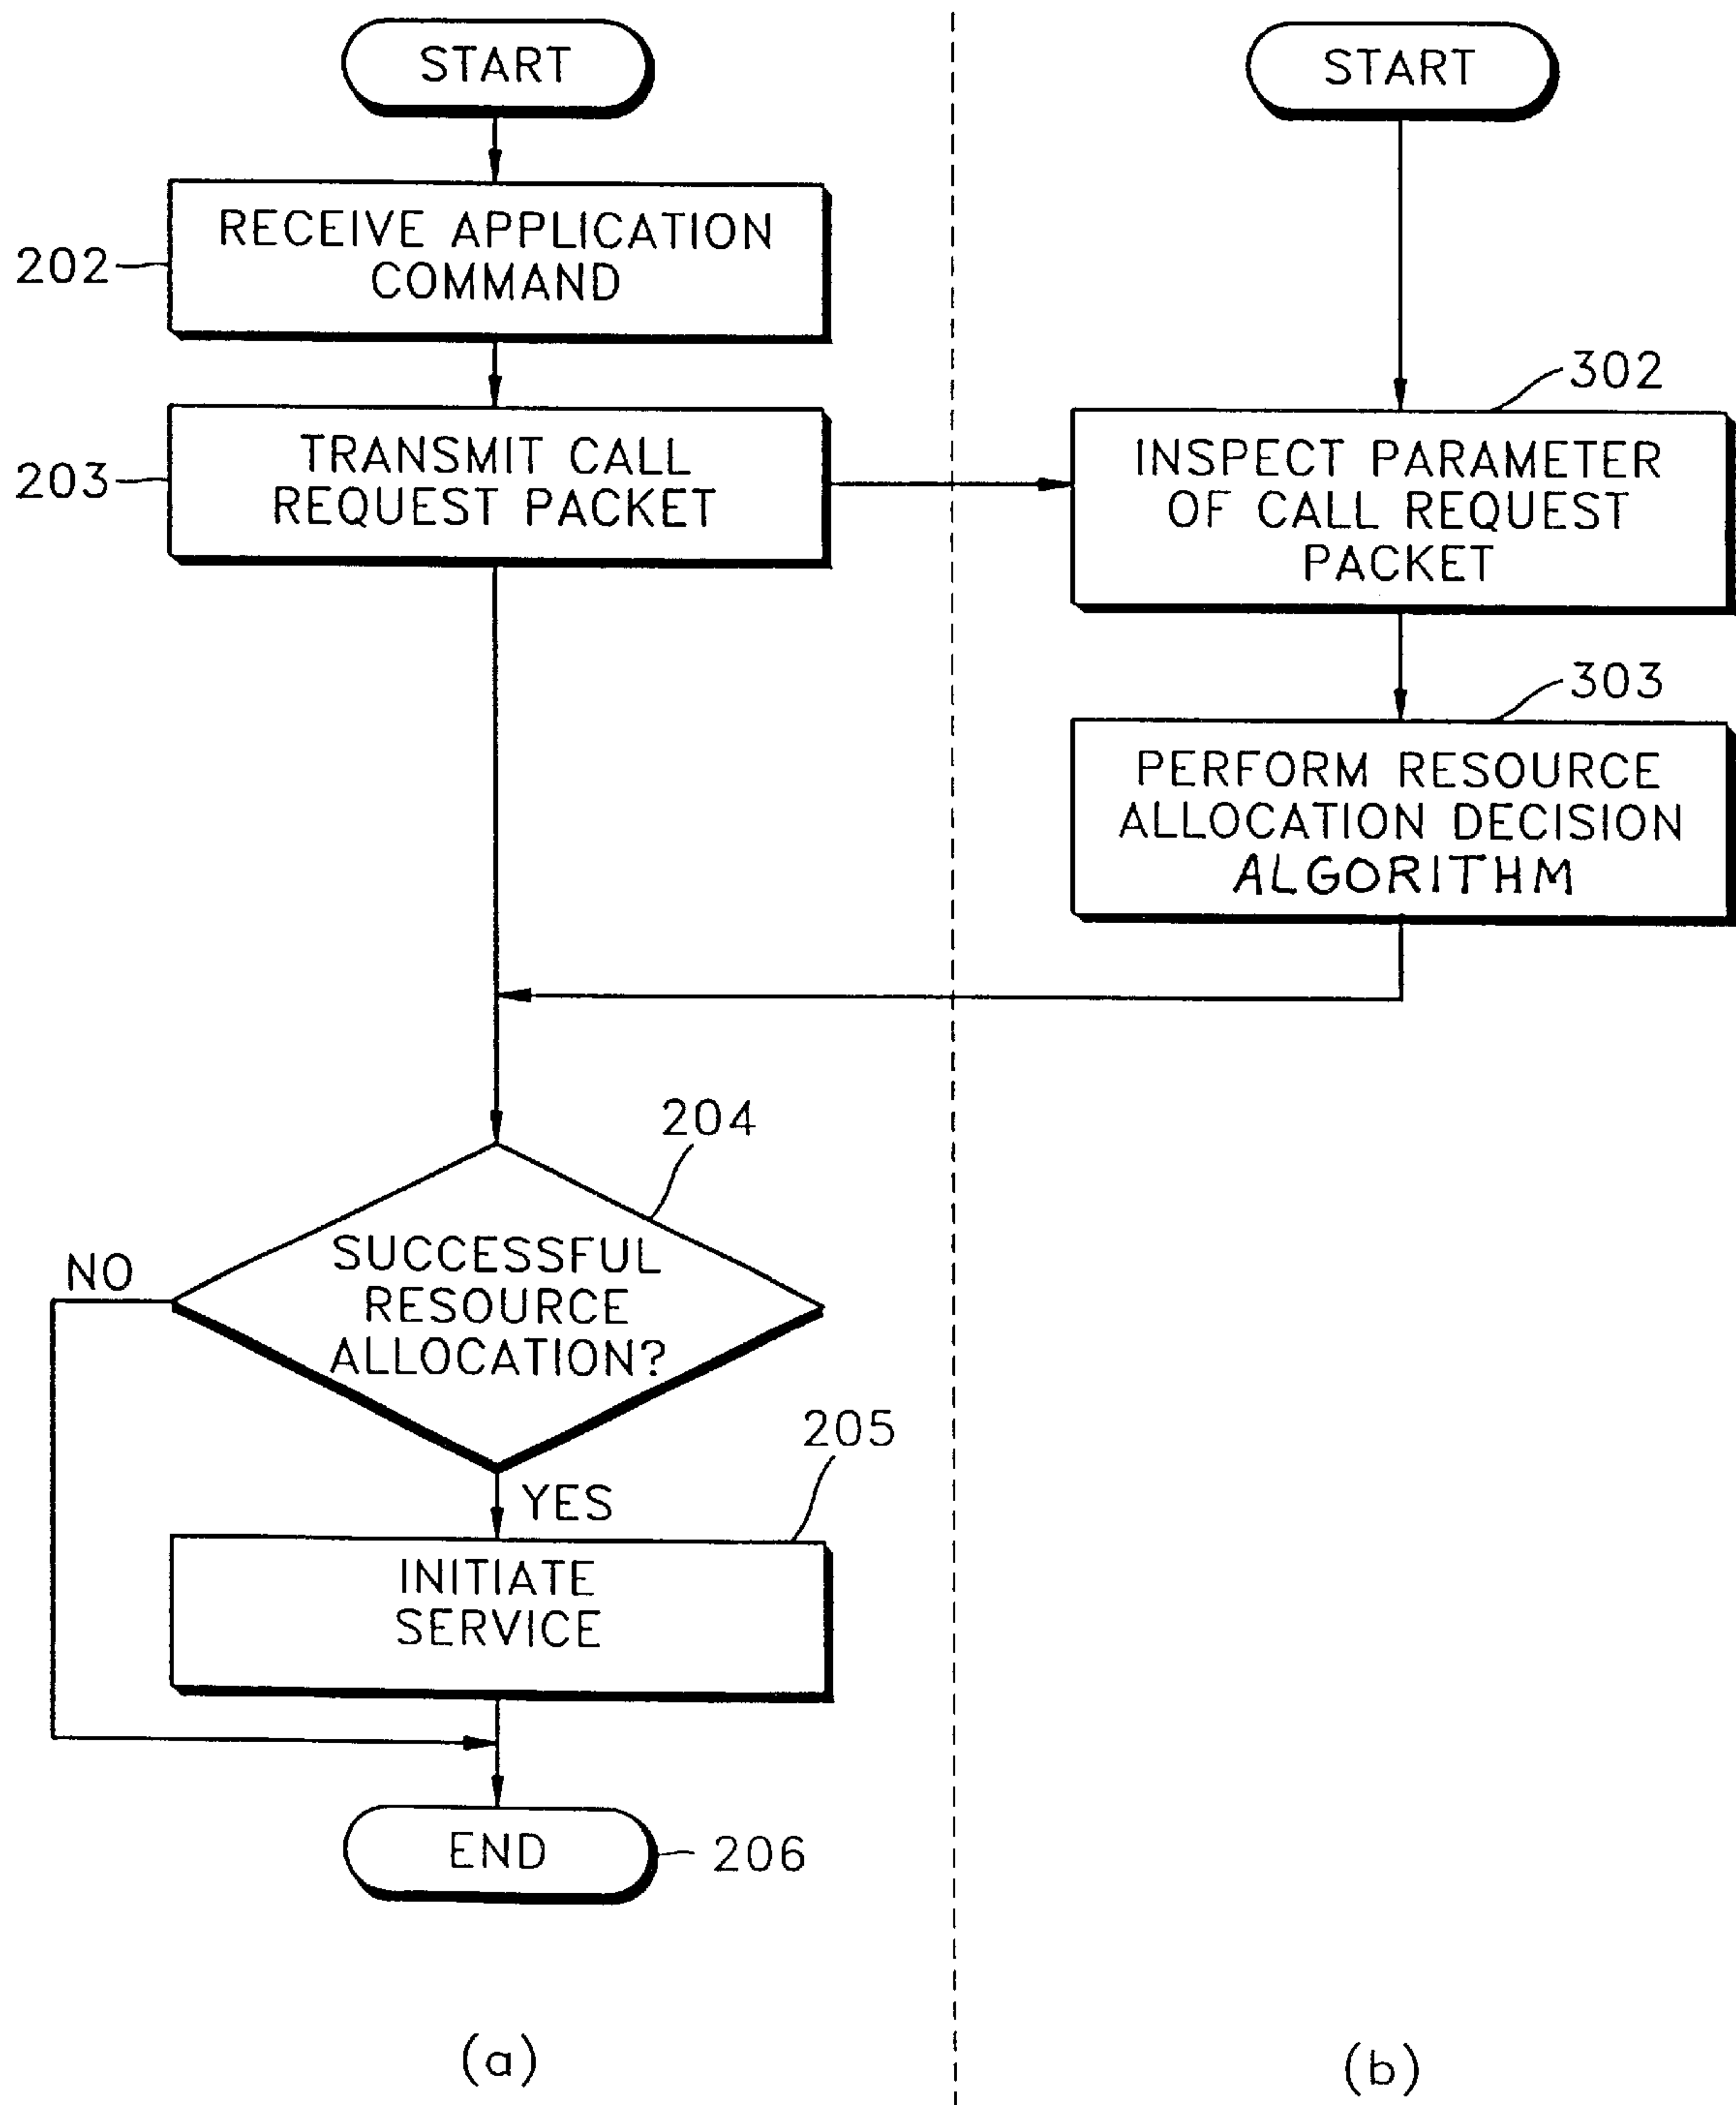 START
202
RECEIVE APPLICATION
COMMAND
203
TRANSMIT CALL
REQUEST PACKET
204
SUCCESSFUL
RESOURCE
ALLOCATION?
NO
YES
205
INITIATE
SERVICE
END
206
(a)
START
302
INSPECT PARAMETER
OF CALL REQUEST
PACKET
303
PERFORM RESOURCE
ALLOCATION DECISION
ALGORITHM
(b)